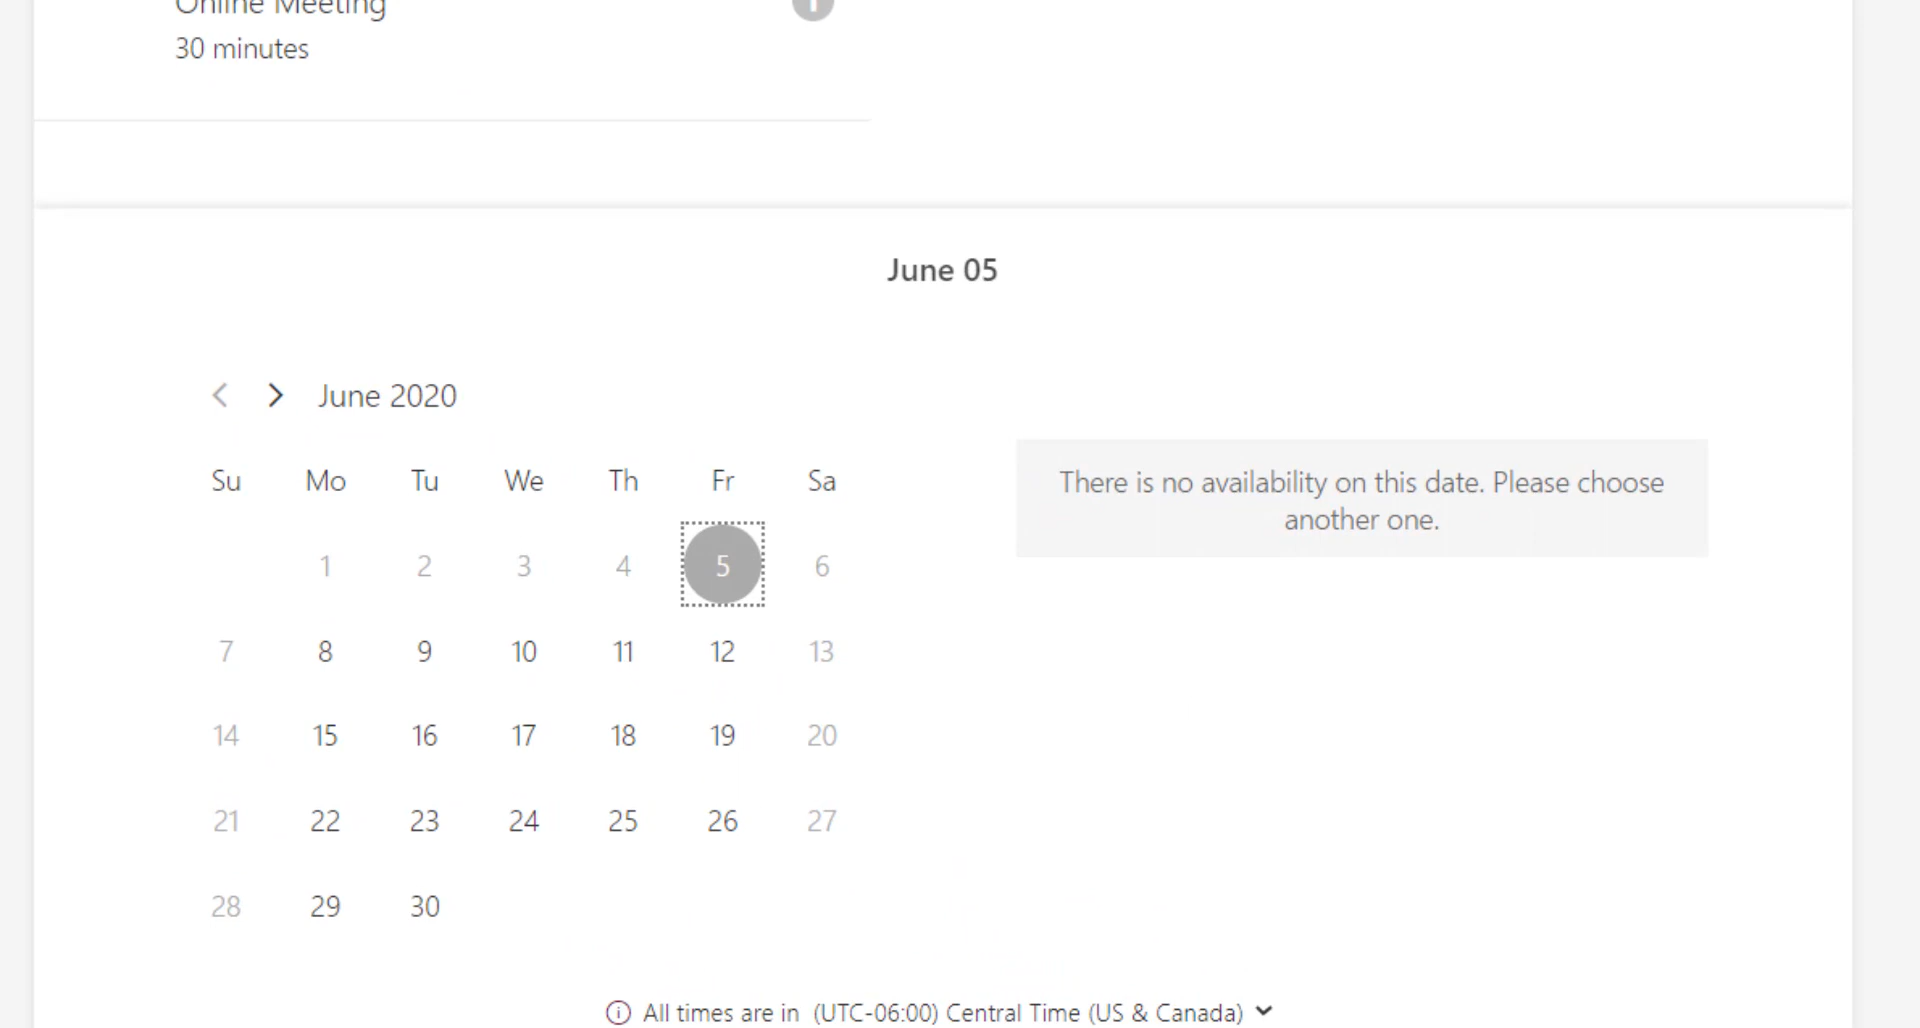 Online Meeting
30 minutes
June 05
June 2020
Su Mo Tu We Th Fr Sa
1 2 3 4 5 6
7 8 9 10 11 12 13
14 15 16 17 18 19 20
21 22 23 24 25 26 27
28 29 30
There is no availability on this date. Please choose
another one.
All times are in (UTC-06:00) Central Time (US & Canada)